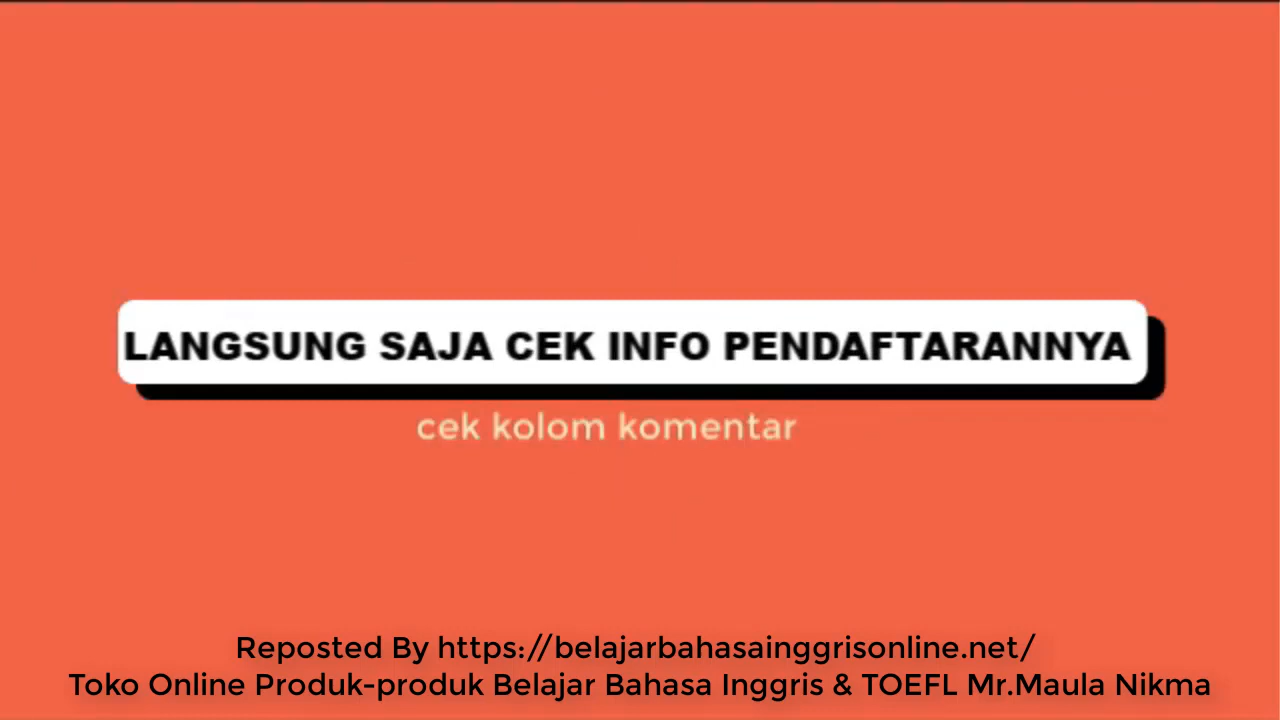 LANGSUNG SAJA CEK INFO PENDAFTARANNYA
cek kolom komentar
Reposted By https://belajarbahasainggrisonline.net/
Toko Online Produk-produk Belajar Bahasa Inggris & TOEFL Mr.Maula Nikma